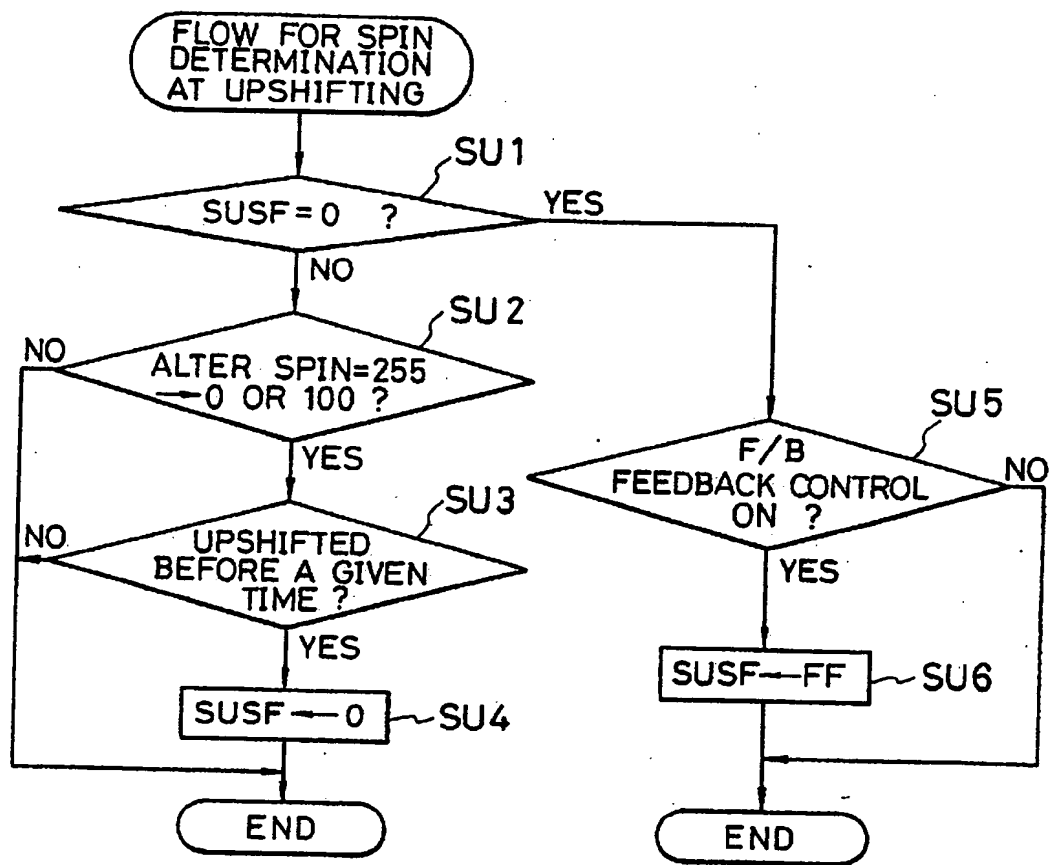 FLOW FOR SPIN
DETERMINATION
AT UPSHIFTING
SU1
SUSF=0 ?
YES
NO
SU2
NO
ALTER SPIN=255
→0 OR 100 ?
YES
SU3
NO
UPSHIFTED
BEFORE A GIVEN
TIME ?
YES
SUSF←0
SU4
END
SU5
F/B
FEEDBACK CONTROL
ON ?
NO
YES
SUSF←FF
SU6
END